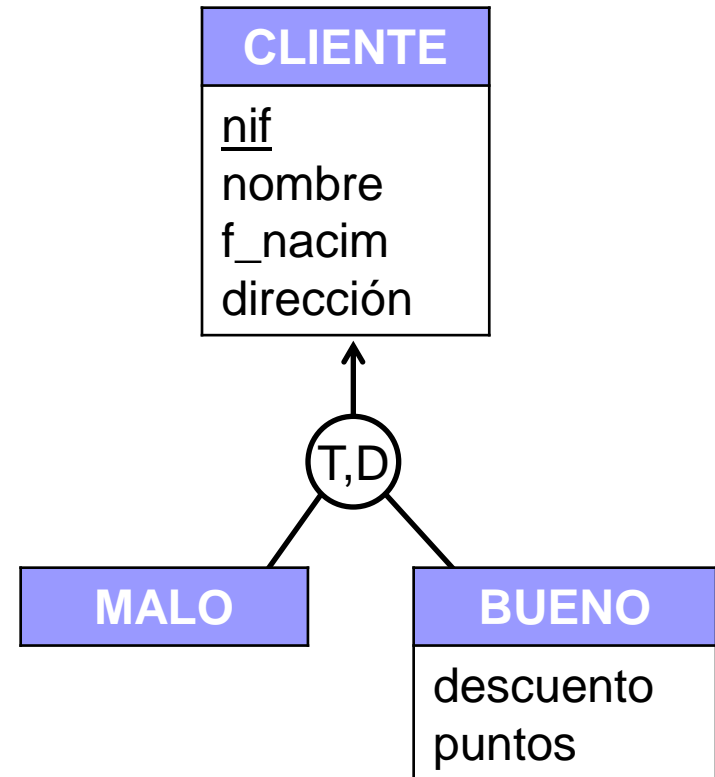 CLIENTE
nif
nombre
f_nacim
dirección
T,D
MALO
BUENO
descuento
puntos